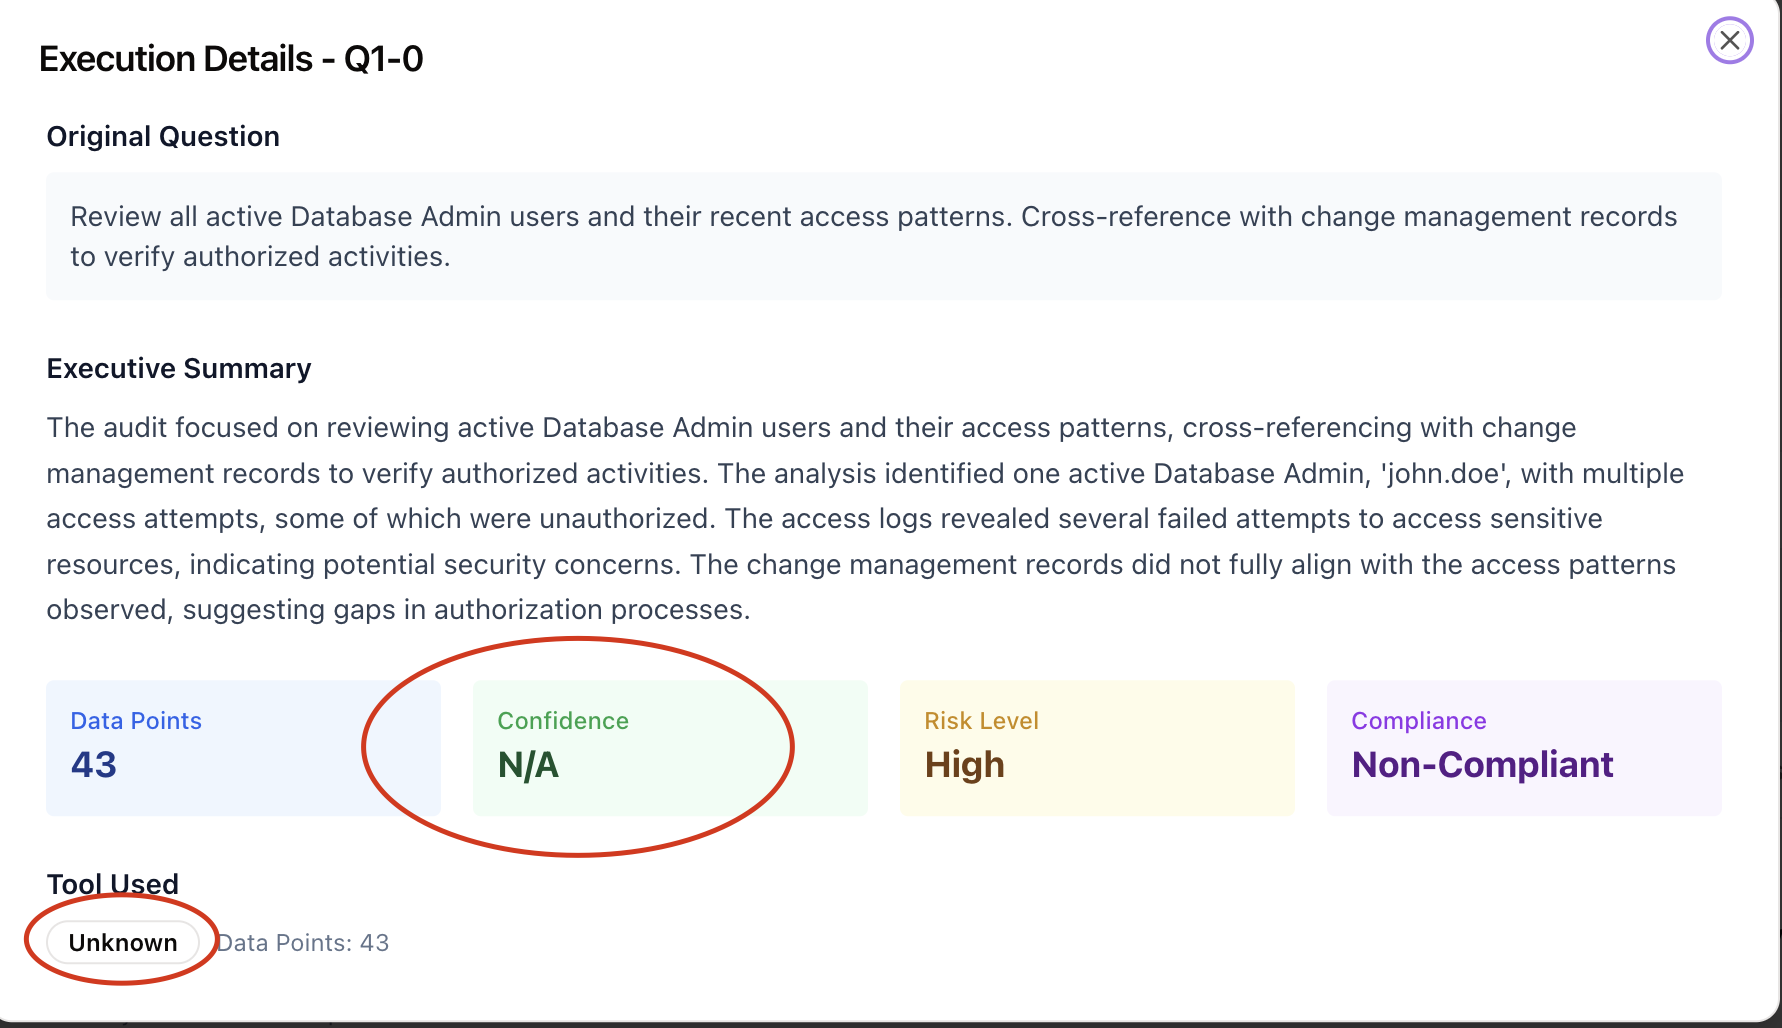 Execution Details - Q1-0
Original Question
Review all active Database Admin users and their recent access patterns. Cross-reference with change management records
to verify authorized activities.
Executive Summary
The audit focused on reviewing active Database Admin users and their access patterns, cross-referencing with change
management records to verify authorized activities. The analysis identified one active Database Admin, 'john.doe', with multiple
access attempts, some of which were unauthorized. The access logs revealed several failed attempts to access sensitive
resources, indicating potential security concerns. The change management records did not fully align with the access patterns
observed, suggesting gaps in authorization processes.
Data Points
43
Confidence
N/A
Risk Level
High
Compliance
Non-Compliant
Tool Used
Unknown Data Points: 43